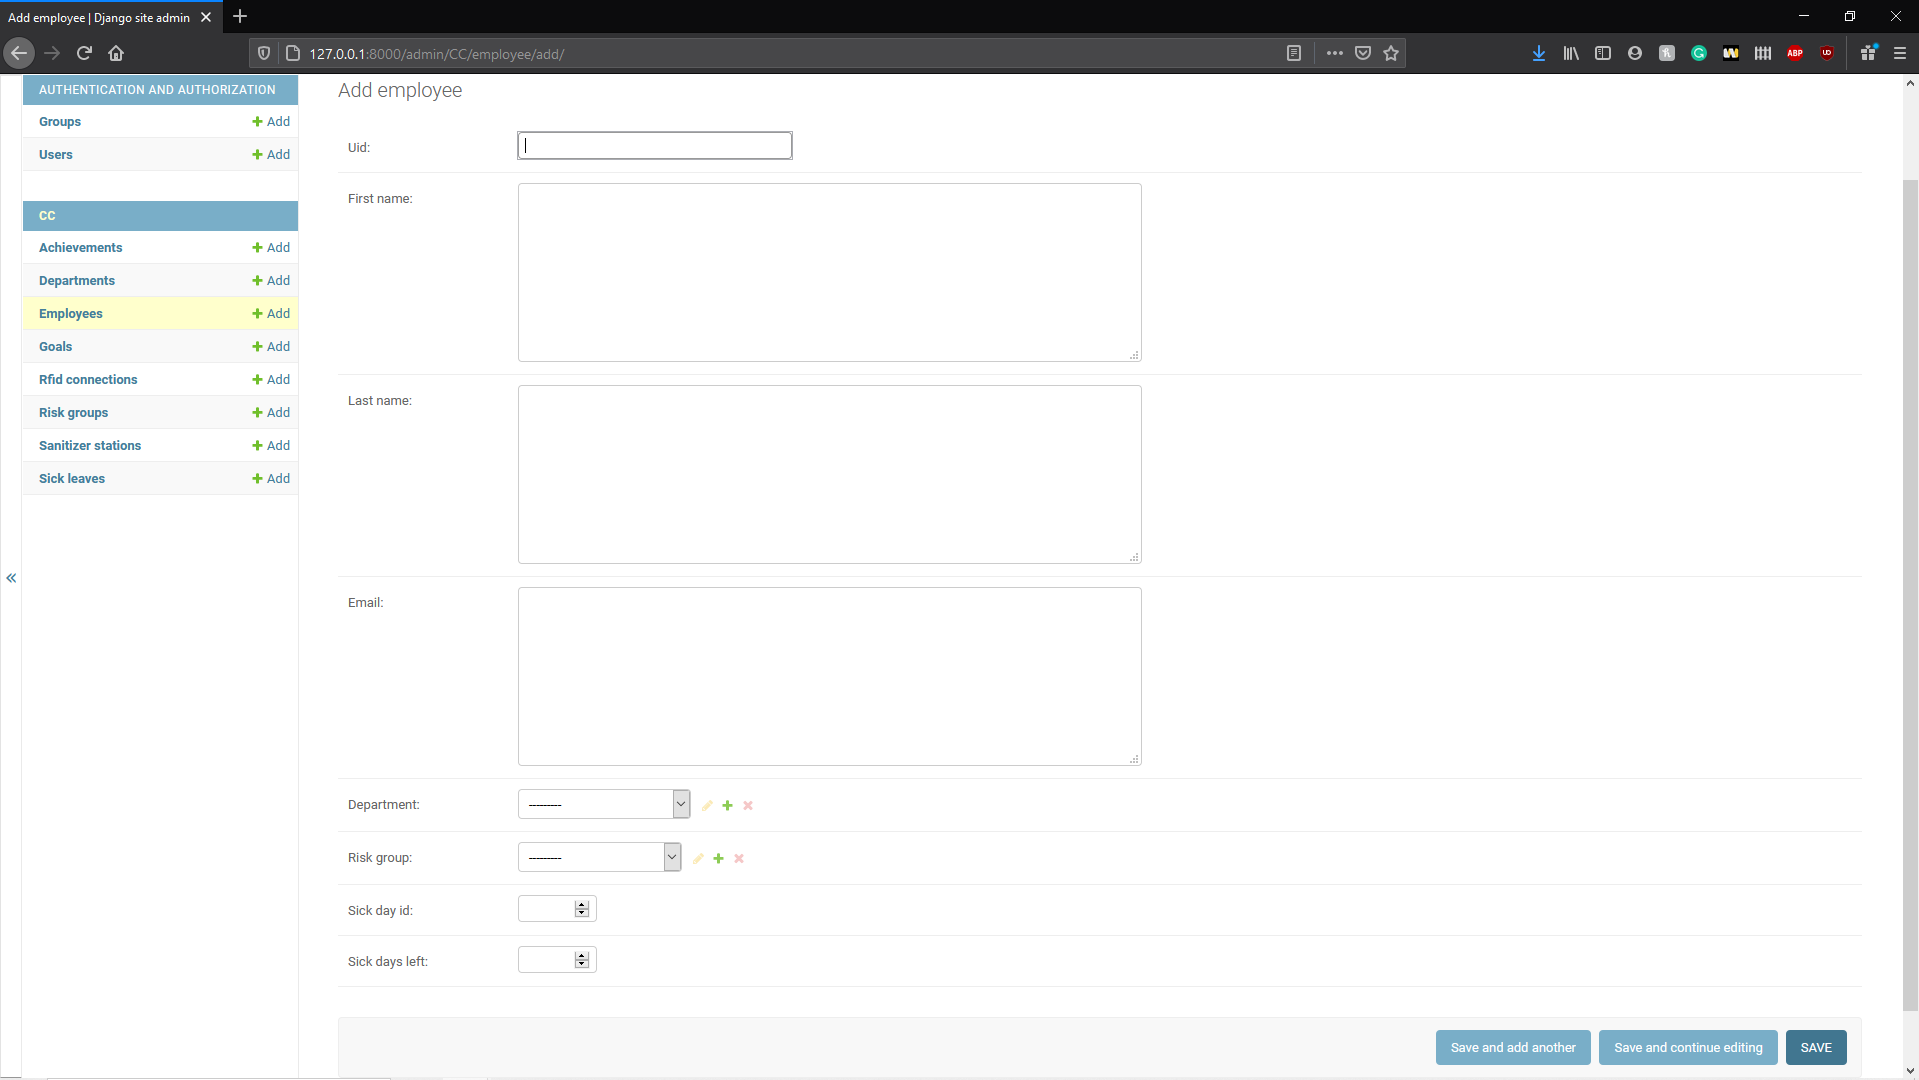 Add employee | Django site admin
127.0.0.1:8000/admin/CC/employee/add/
ABP
AUTHENTICATION AND AUTHORIZATION
Groups Add
Users Add
CC
Achievements Add
Departments Add
Employees Add
Goals Add
Rfid connections Add
Risk groups Add
Sanitizer stations Add
Sick leaves Add
«
Add employee
Uid:
First name:
Last name:
Email:
Department: ---------
Risk group: ---------
Sick day id:
Sick days left:
Save and add another Save and continue editing SAVE